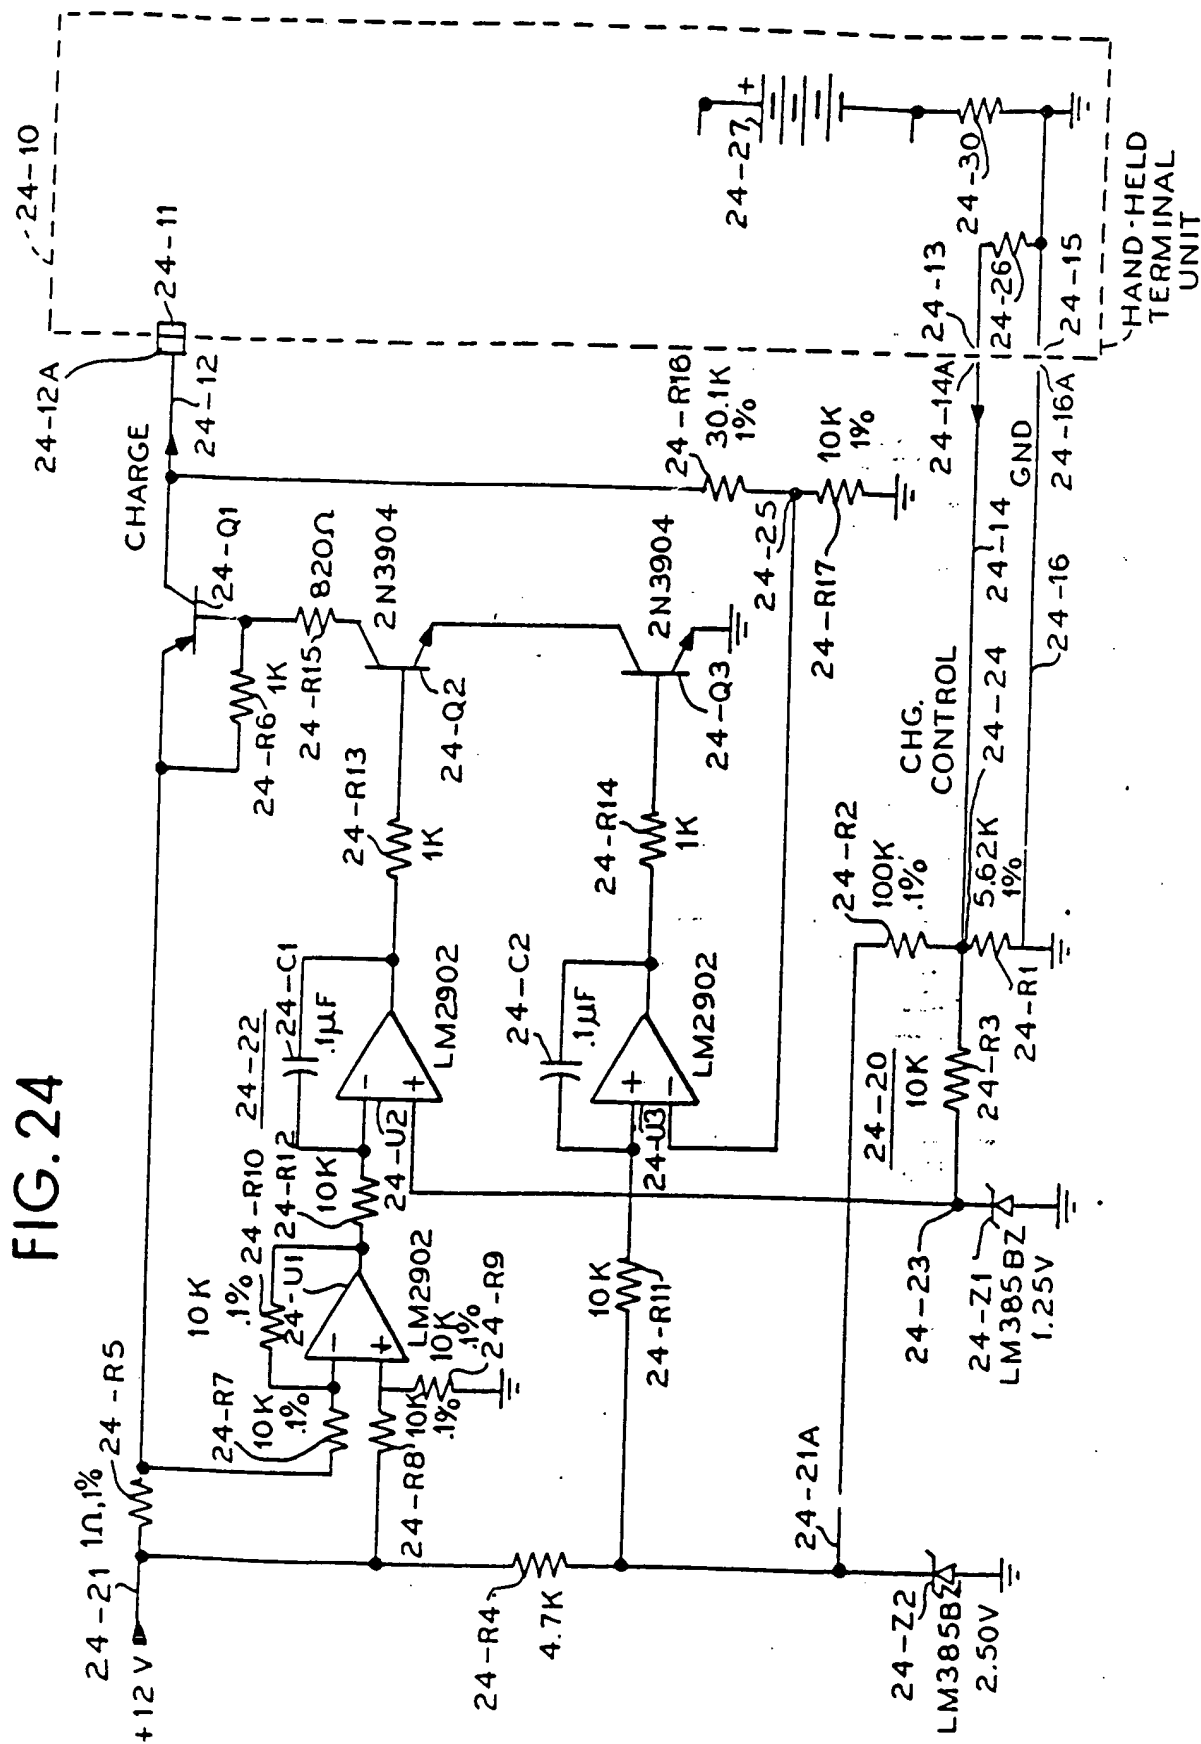 FIG. 24
24-10
24-12A
24-11
CHARGE
24-12
24-Q1
24-21
1Ω, 1%
24-R5
+12 V
24-R6
1K
24-R15
820Ω
2N3904
24-Q2
24-R7
10K
.1%
10K
.1%
24-R10
24-U1
LM2902
24-R12
10K
24-22
24-C1
.1µF
24-U2
LM2902
24-R13
1K
24-R8
10K
.1%
10K
.1%
24-R9
24-R4
4.7K
10K
24-R11
24-C2
.1µF
24-U3
LM2902
24-R14
1K
2N3904
24-Q3
24-R16
30.1K
1%
24-25
24-R17
10K
1%
24-27
+
24-30
24-26
24-13
24-14A
24-15
24-16A
HAND-HELD
TERMINAL
UNIT
24-21A
24-Z2
LM385BZ
2.50V
24-23
24-Z1
LM385BZ
1.25V
24-20
10K
24-R3
24-R2
100K
.1%
5.62K
1%
24-R1
CHG.
CONTROL
24-24
24-14
GND
24-16